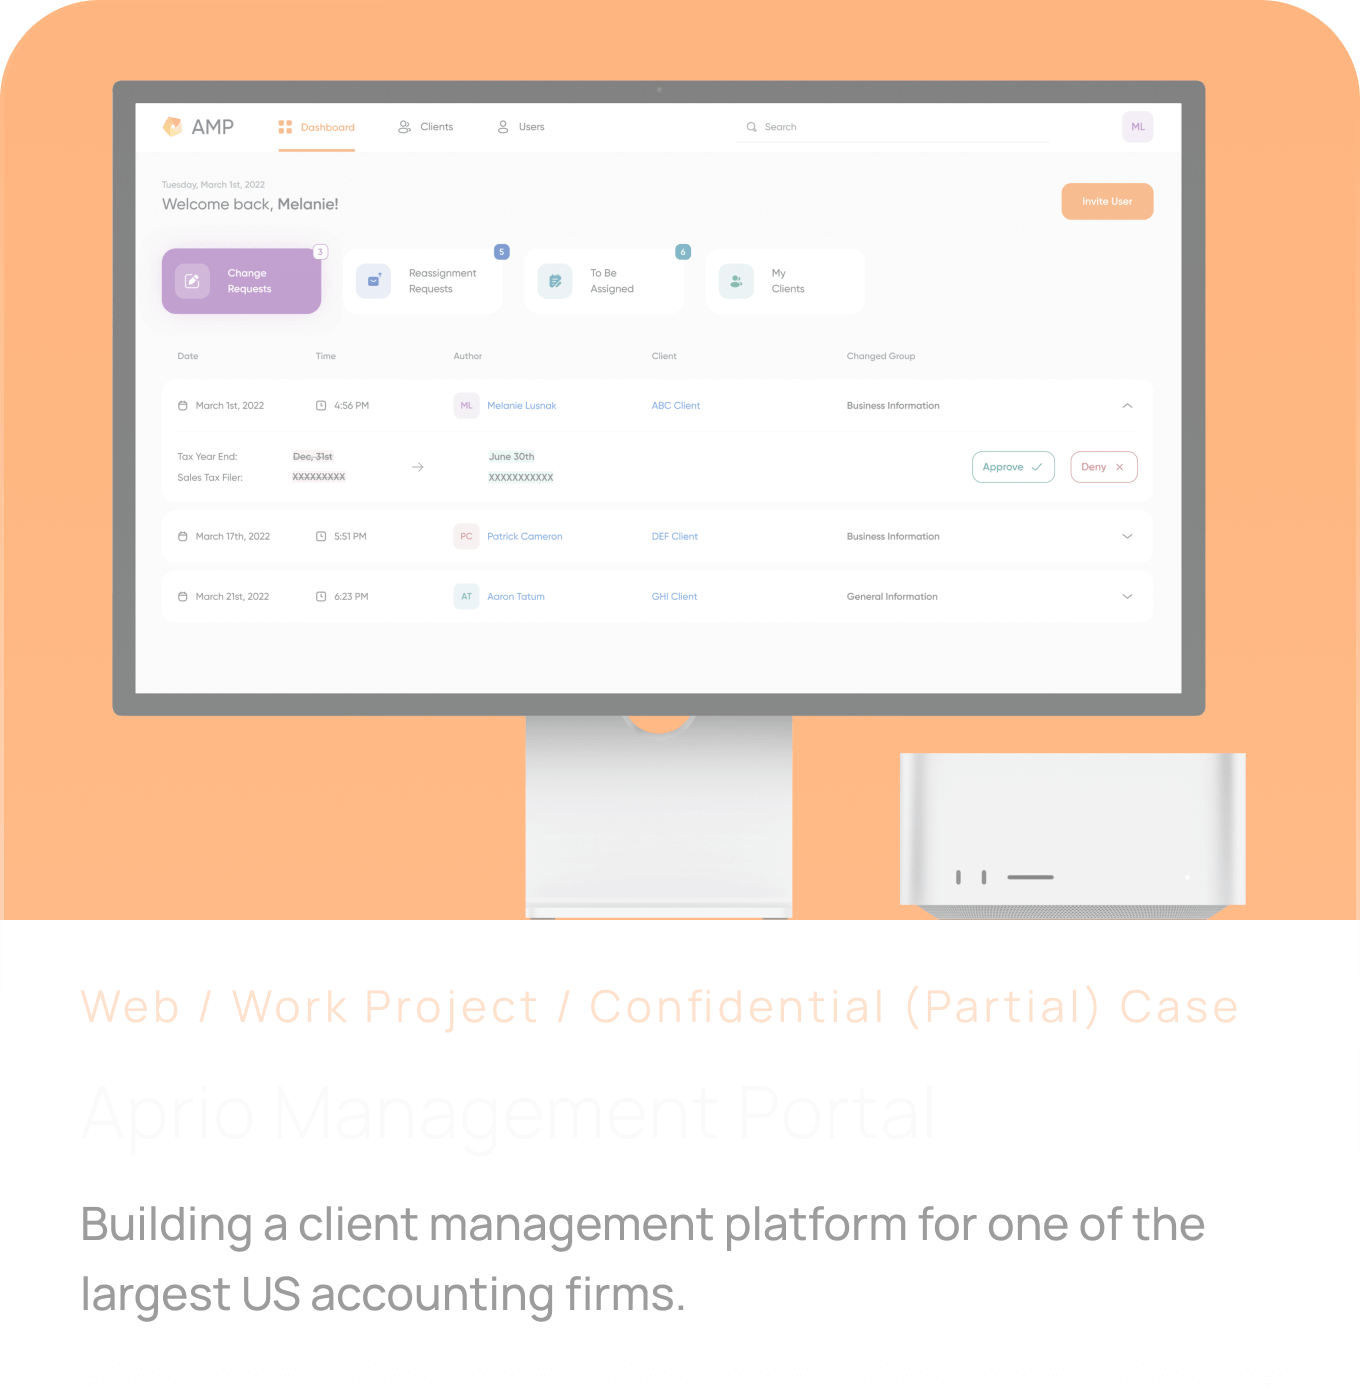 AMP
Dashboard
Clients
Users
Search
ML
Tuesday, March 1st, 2022
Welcome back, Melanie!
Invite User
Change
Requests
3
Reassignment
Requests
5
To Be
Assigned
6
My
Clients
Date Time Author Client Changed Group
March 1st, 2022 4:56 PM ML Melanie Lusnak ABC Client Business Information
Tax Year End: Dec, 31st June 30th
Sales Tax Filer: XXXXXXXXX XXXXXXXXXXX
Approve Deny
March 17th, 2022 5:51 PM PC Patrick Cameron DEF Client Business Information
March 21st, 2022 6:23 PM AT Aaron Tatum GHI Client General Information
Web / Work Project / Confidential (Partial) Case
Aprio Management Portal
Building a client management platform for one of the
largest US accounting firms.